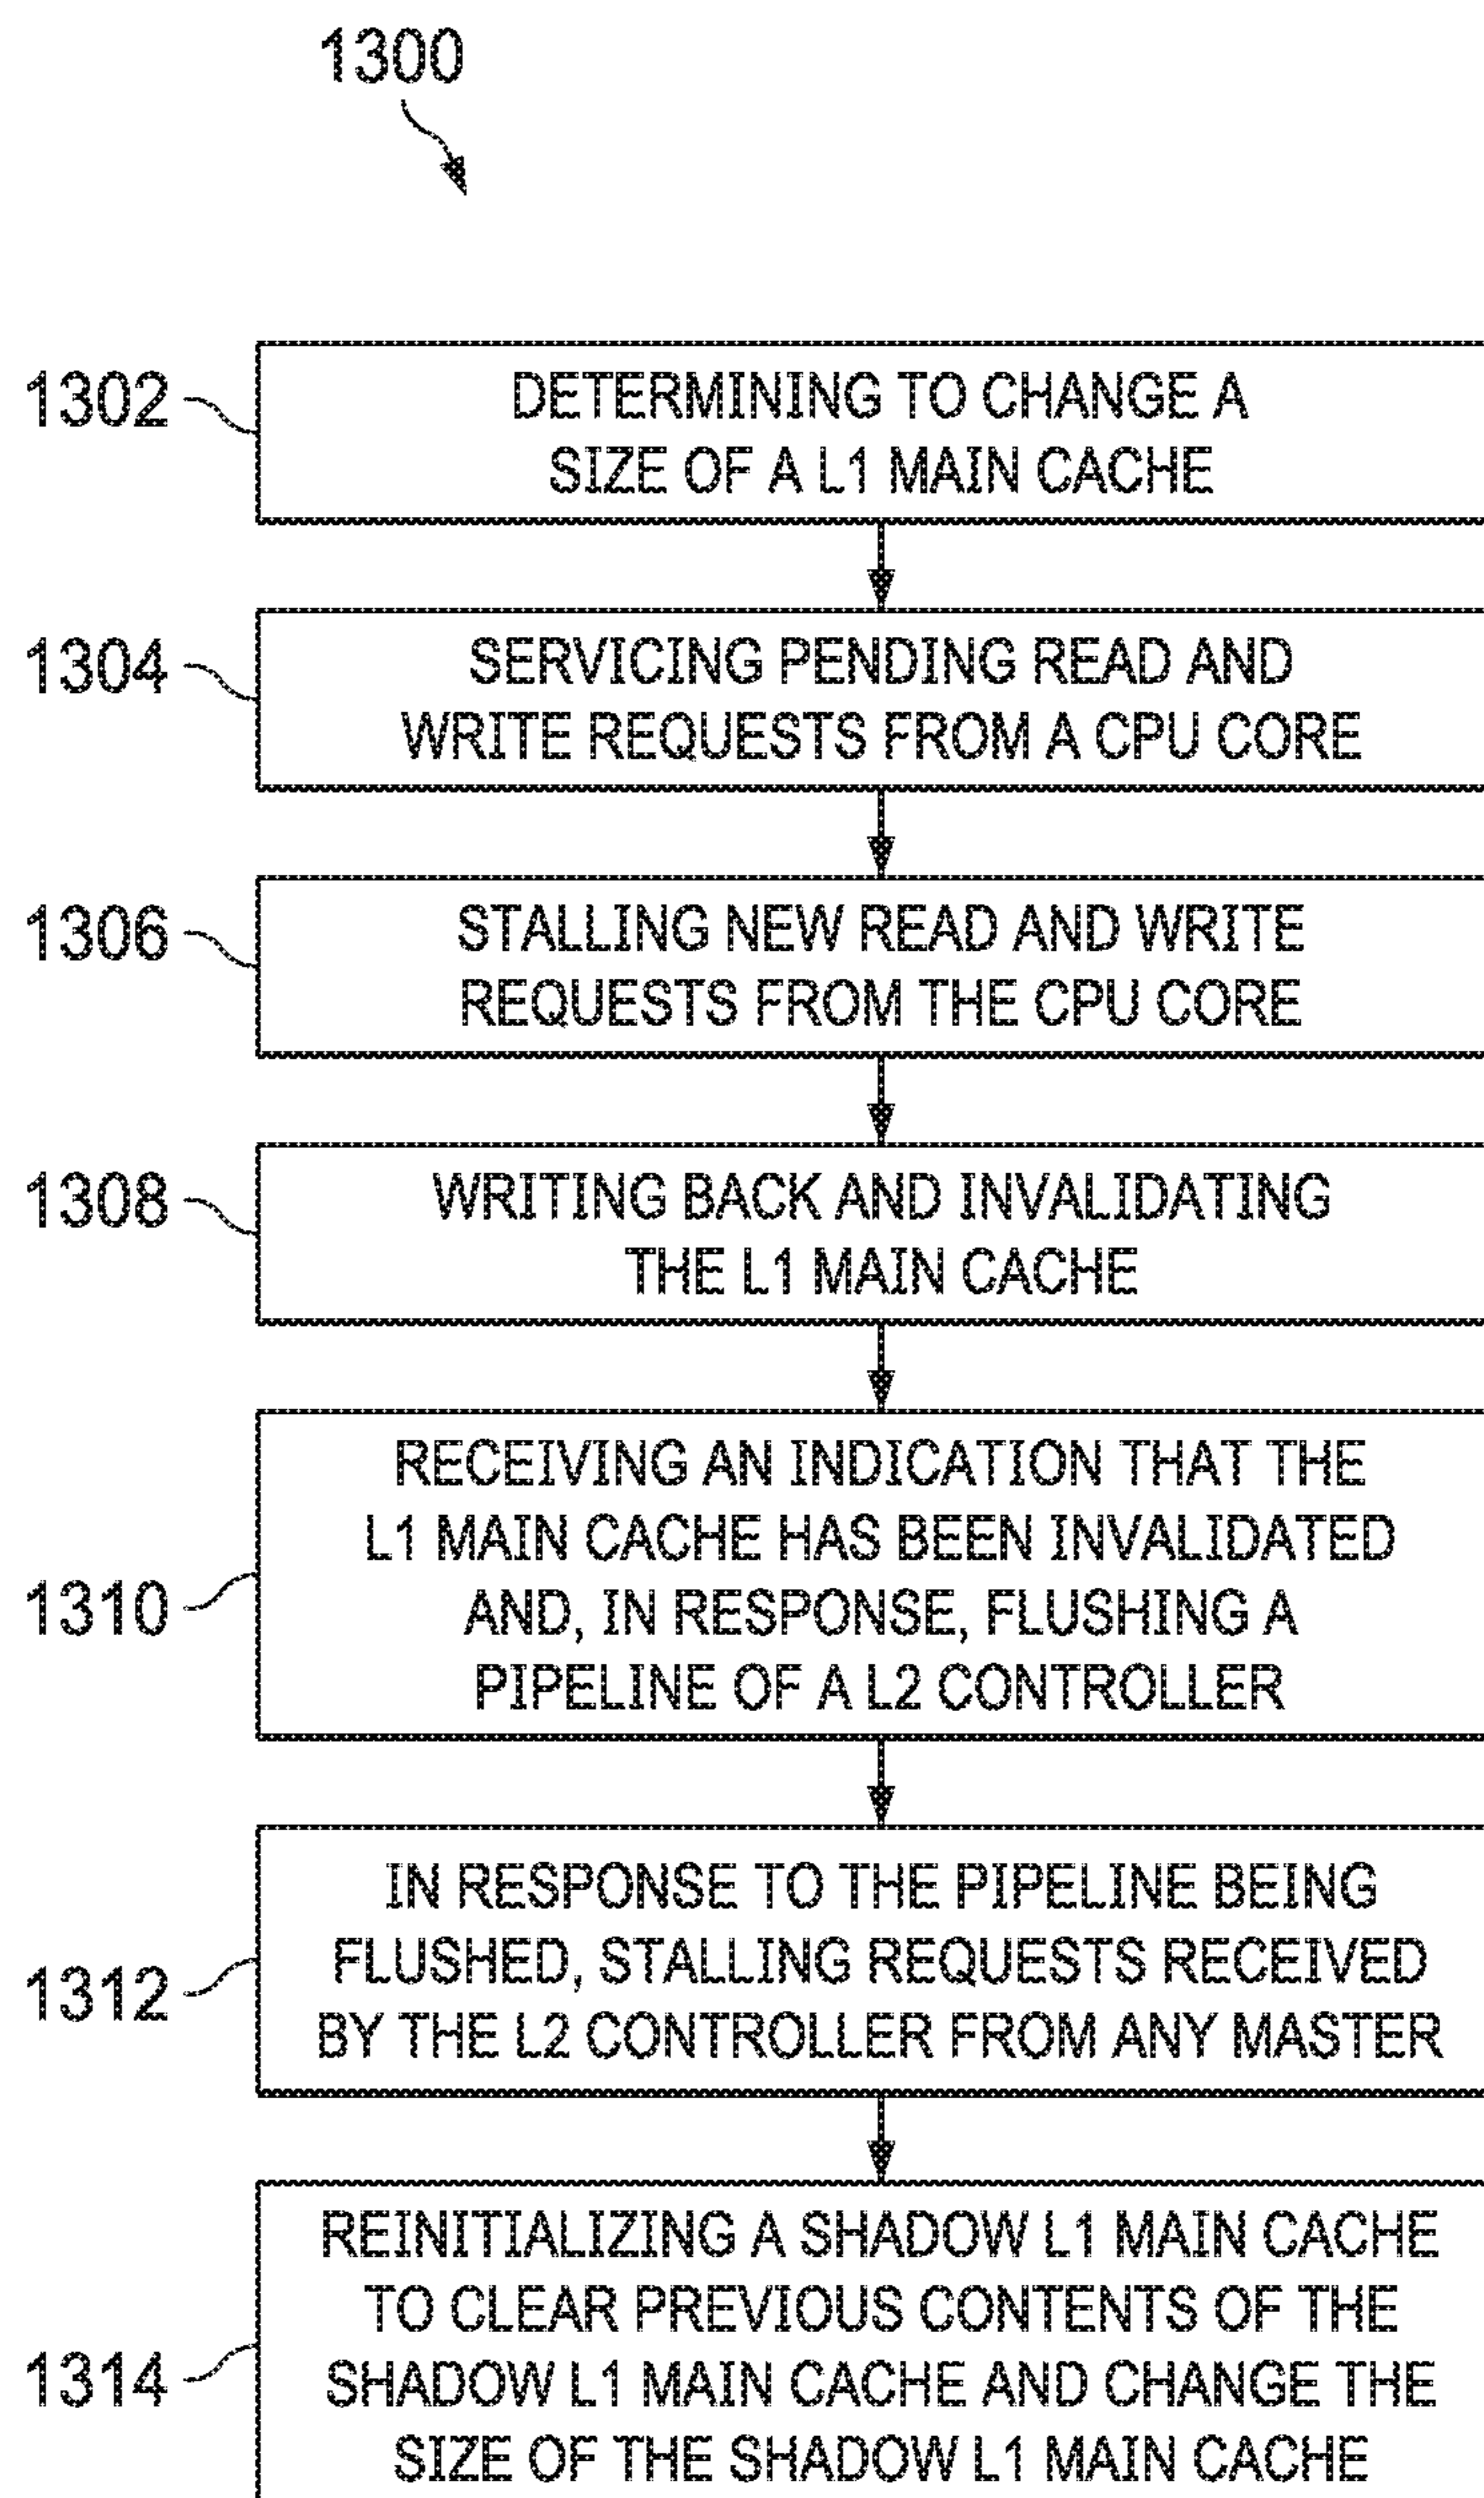 1300
1302
DETERMINING TO CHANGE A
SIZE OF A L1 MAIN CACHE
1304
SERVICING PENDING READ AND
WRITE REQUESTS FROM A CPU CORE
1306
STALLING NEW READ AND WRITE
REQUESTS FROM THE CPU CORE
1308
WRITING BACK AND INVALIDATING
THE L1 MAIN CACHE
1310
RECEIVING AN INDICATION THAT THE
L1 MAIN CACHE HAS BEEN INVALIDATED
AND, IN RESPONSE, FLUSHING A
PIPELINE OF A L2 CONTROLLER
1312
IN RESPONSE TO THE PIPELINE BEING
FLUSHED, STALLING REQUESTS RECEIVED
BY THE L2 CONTROLLER FROM ANY MASTER
1314
REINITIALIZING A SHADOW L1 MAIN CACHE
TO CLEAR PREVIOUS CONTENTS OF THE
SHADOW L1 MAIN CACHE AND CHANGE THE
SIZE OF THE SHADOW L1 MAIN CACHE